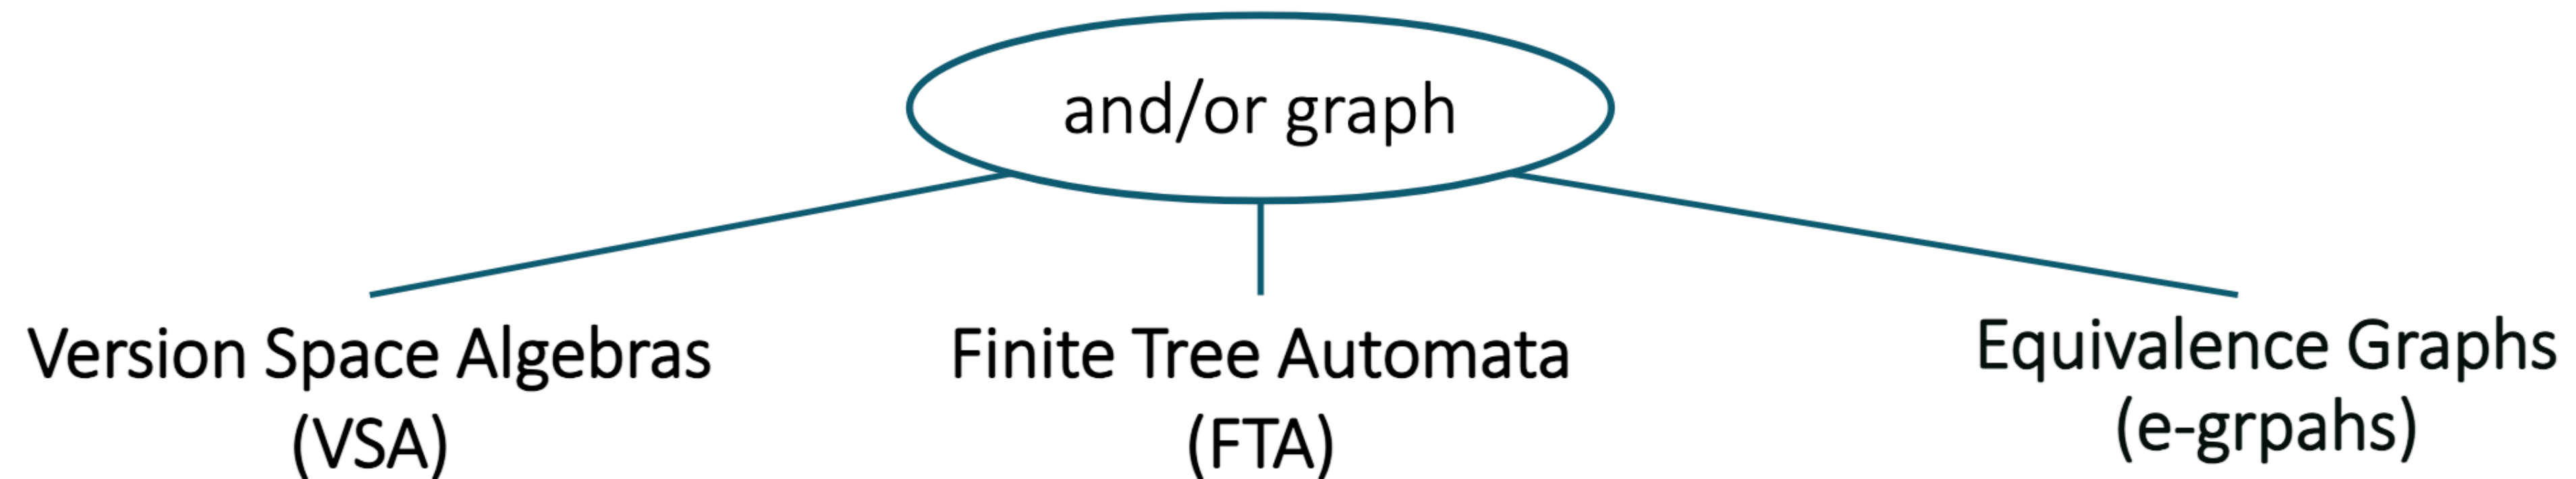 and/or graph
Version Space Algebras
(VSA)
Finite Tree Automata
(FTA)
Equivalence Graphs
(e-grpahs)